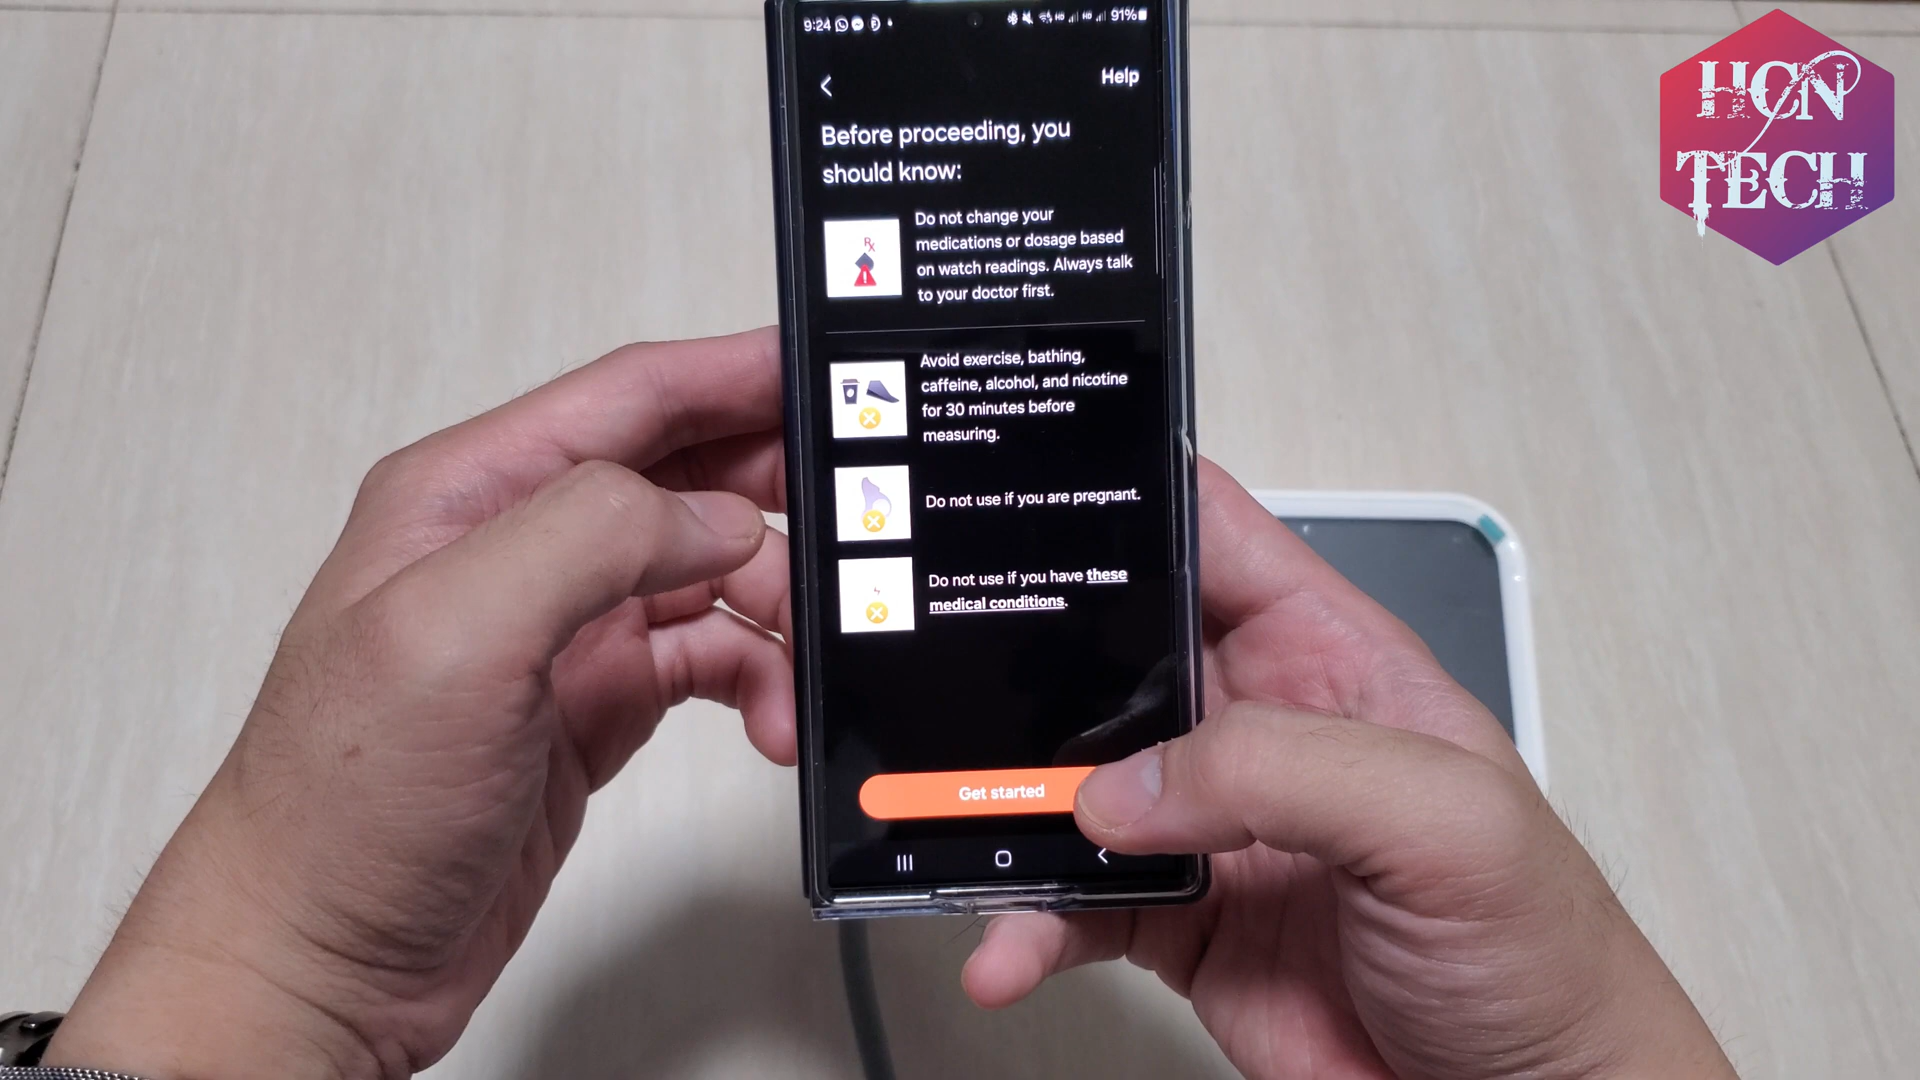 9:24
91%
Help
Before proceeding, you
should know:
Rx
Do not change your
medications or dosage based
on watch readings. Always talk
to your doctor first.
Avoid exercise, bathing,
caffeine, alcohol, and nicotine
for 30 minutes before
measuring.
Do not use if you are pregnant.
Do not use if you have these
medical conditions.
Get started
HCN
TECH